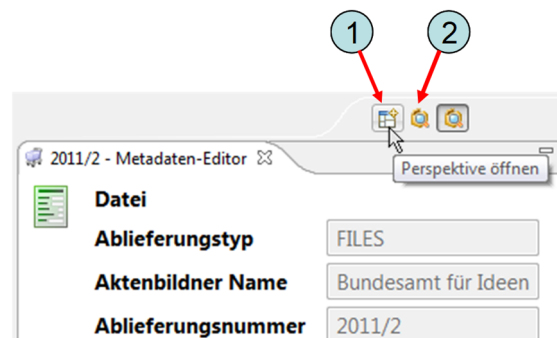 1 2
2011/2 - Metadaten-Editor
Perspektive öffnen
Datei
Ablieferungstyp FILES
Aktenbildner Name Bundesamt für Ideen
Ablieferungsnummer 2011/2